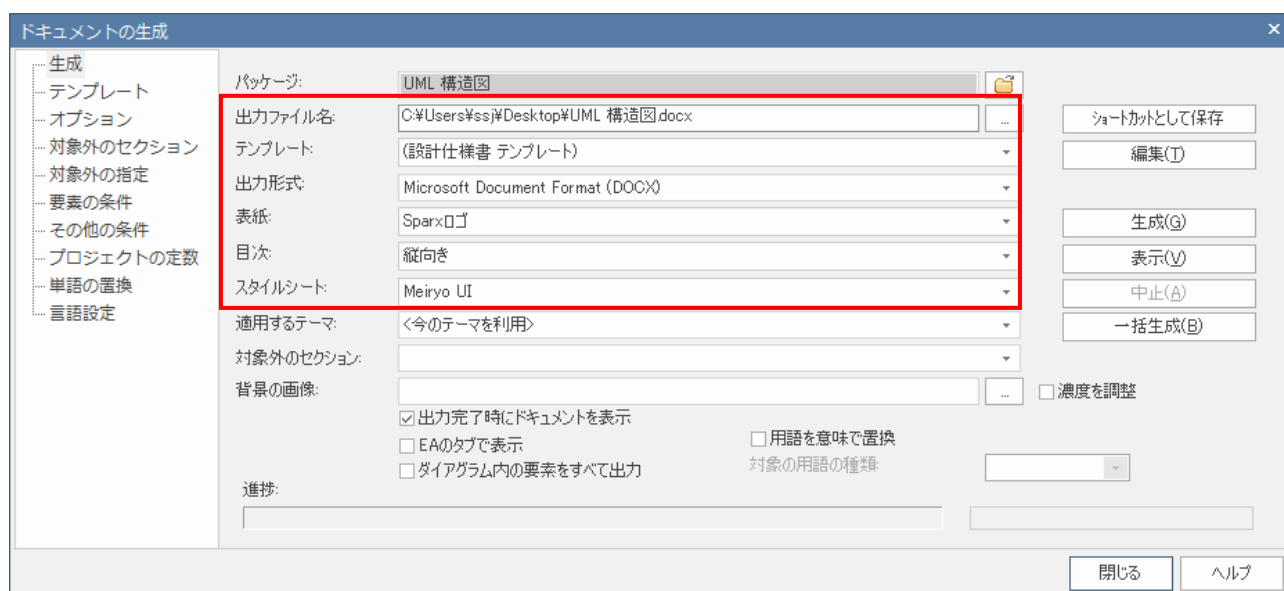 ドキュメントの生成
×
生成
テンプレート
オプション
対象外のセクション
対象外の指定
要素の条件
その他の条件
プロジェクトの定数
単語の置換
言語設定
パッケージ: UML 構造図
出力ファイル名: C:¥Users¥ssj¥Desktop¥UML 構造図.docx ... ショートカットとして保存
テンプレート: (設計仕様書 テンプレート) 編集(T)
出力形式: Microsoft Document Format (DOCX)
表紙: Sparxロゴ 生成(G)
目次: 縦向き 表示(V)
スタイルシート: Meiryo UI 中止(A)
適用するテーマ: <今のテーマを利用> 一括生成(B)
対象外のセクション:
背景の画像: ... 濃度を調整
出力完了時にドキュメントを表示
EAのタブで表示 用語を意味で置換
ダイアグラム内の要素をすべて出力 対象の用語の種類:
進捗:
閉じる ヘルプ